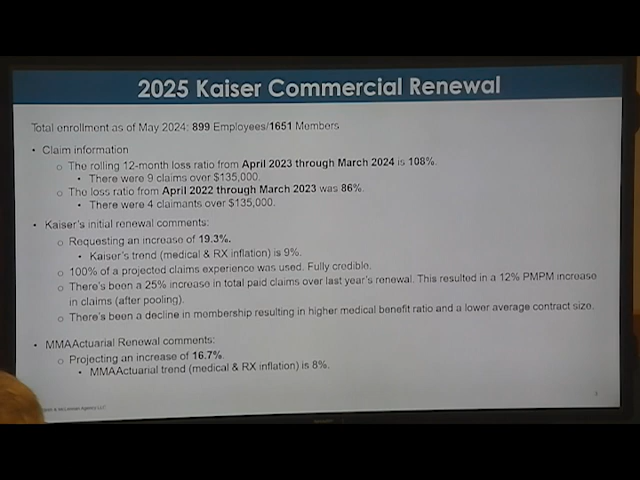 2025 Kaiser Commercial Renewal
Total enrollment as of May 2024: 899 Employees/1651 Members
• Claim information
o The rolling 12-month loss ratio from April 2023 through March 2024 is 108%.
• There were 9 claims over $135,000.
o The loss ratio from April 2022 through March 2023 was 86%.
• There were 4 claimants over $135,000.
• Kaiser's initial renewal comments:
o Requesting an increase of 19.3%.
• Kaiser's trend (medical & RX inflation) is 9%.
o 100% of a projected claims experience was used. Fully credible.
o There's been a 25% increase in total paid claims over last year's renewal. This resulted in a 12% PMPM increase
in claims (after pooling).
o There's been a decline in membership resulting in higher medical benefit ratio and a lower average contract size.
• MMAActuarial Renewal comments:
o Projecting an increase of 16.7%.
• MMAActuarial trend (medical & RX inflation) is 8%.
& McLennan Agency LLC